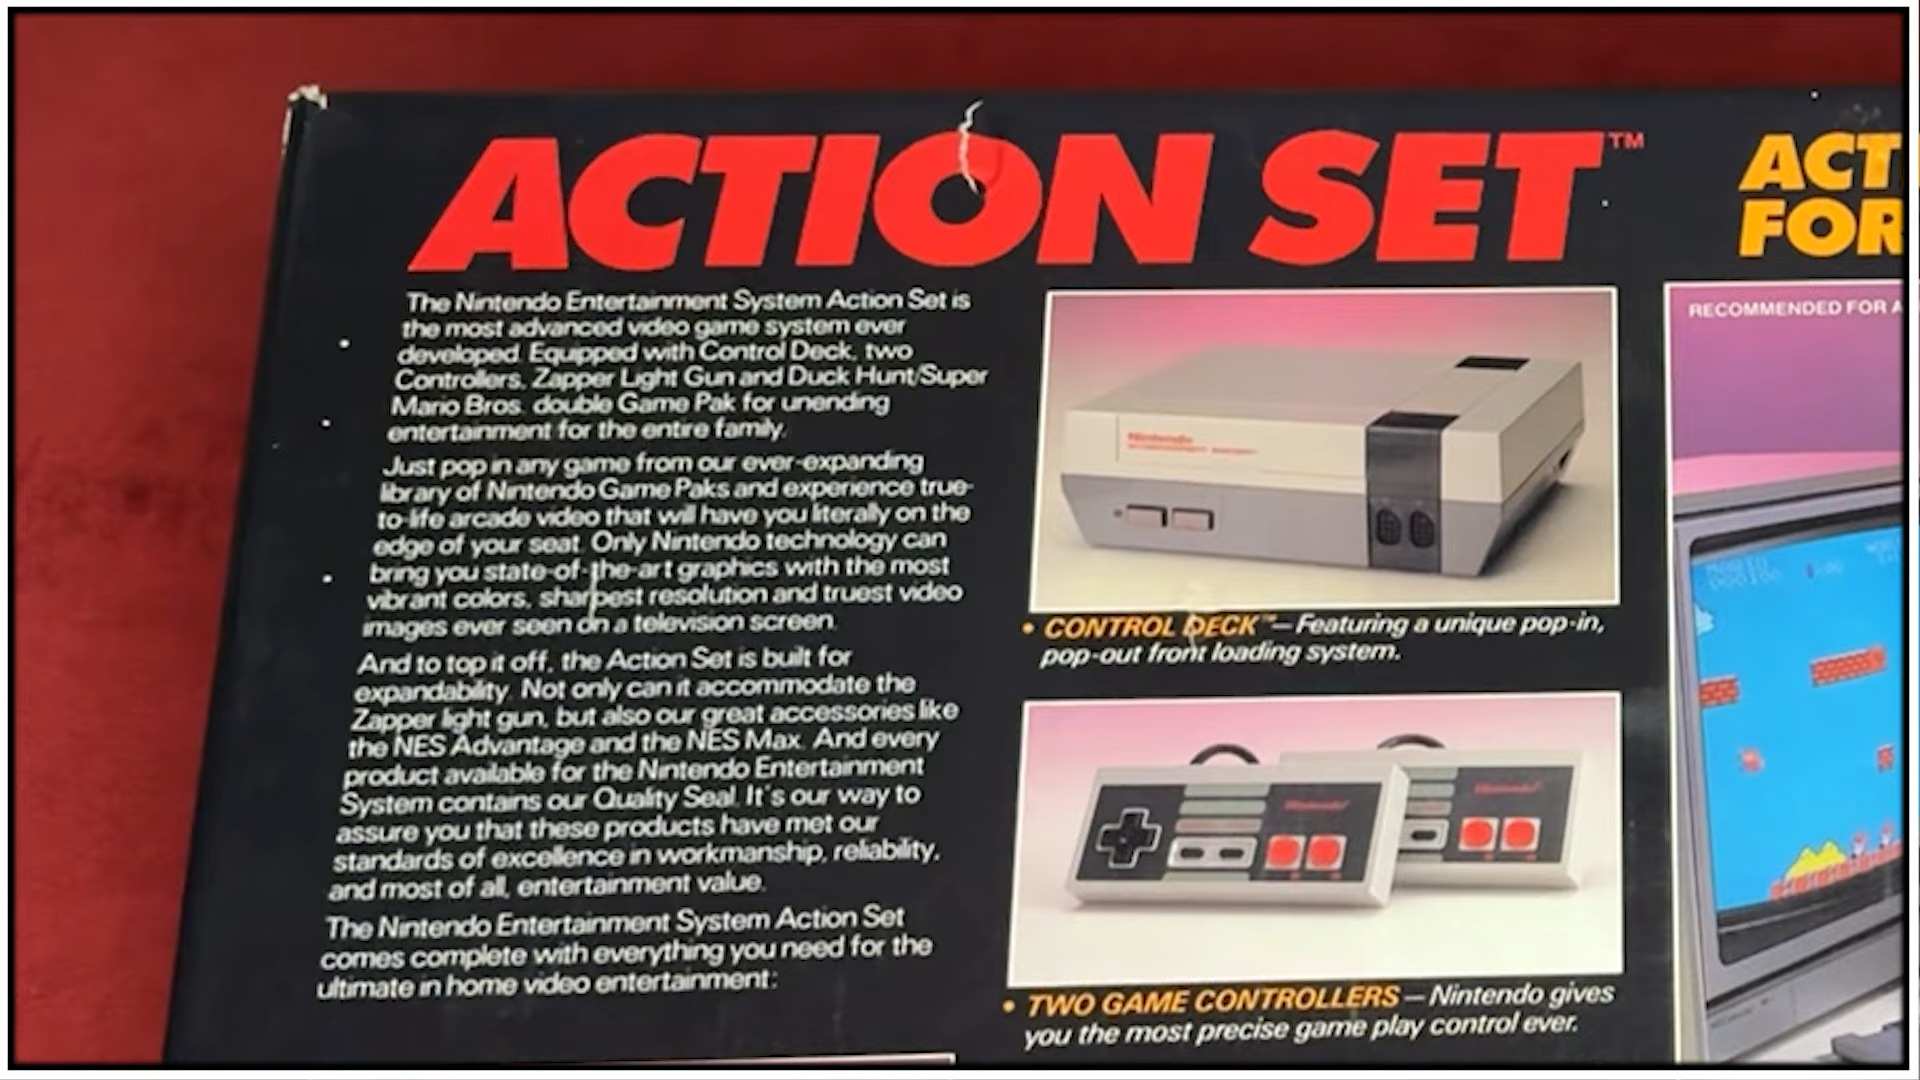 ACTION SET™
The Nintendo Entertainment System Action Set is
the most advanced video game system ever
developed. Equipped with Control Deck, two
Controllers, Zapper Light Gun and Duck Hunt/Super
Mario Bros. double Game Pak for unending
entertainment for the entire family.
Just pop in any game from our ever-expanding
library of Nintendo Game Paks and experience true-
to-life arcade video that will have you literally on the
edge of your seat. Only Nintendo technology can
bring you state-of-the-art graphics with the most
vibrant colors, sharpest resolution and truest video
images ever seen on a television screen.
And to top it off, the Action Set is built for
expandability. Not only can it accommodate the
Zapper light gun, but also our great accessories like
the NES Advantage and the NES Max. And every
product available for the Nintendo Entertainment
System contains our Quality Seal. It's our way to
assure you that these products have met our
standards of excellence in workmanship, reliability,
and most of all, entertainment value.
The Nintendo Entertainment System Action Set
comes complete with everything you need for the
ultimate in home video entertainment:
Nintendo
• CONTROL DECK™—Featuring a unique pop-in,
pop-out front loading system.
Nintendo
Nintendo
• TWO GAME CONTROLLERS—Nintendo gives
you the most precise game play control ever.
ACT
FOR
RECOMMENDED FOR A
MARIO